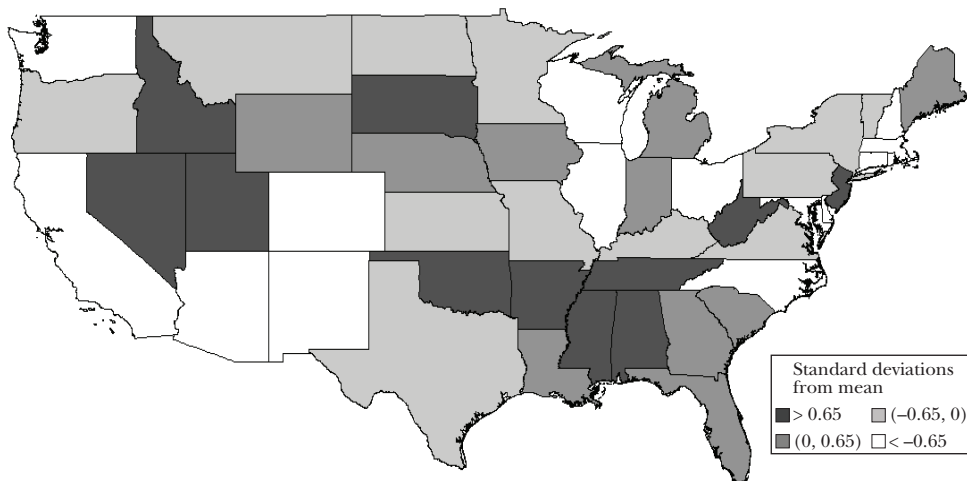 Standard deviations
from mean
> 0.65 (−0.65, 0)
(0, 0.65) < −0.65